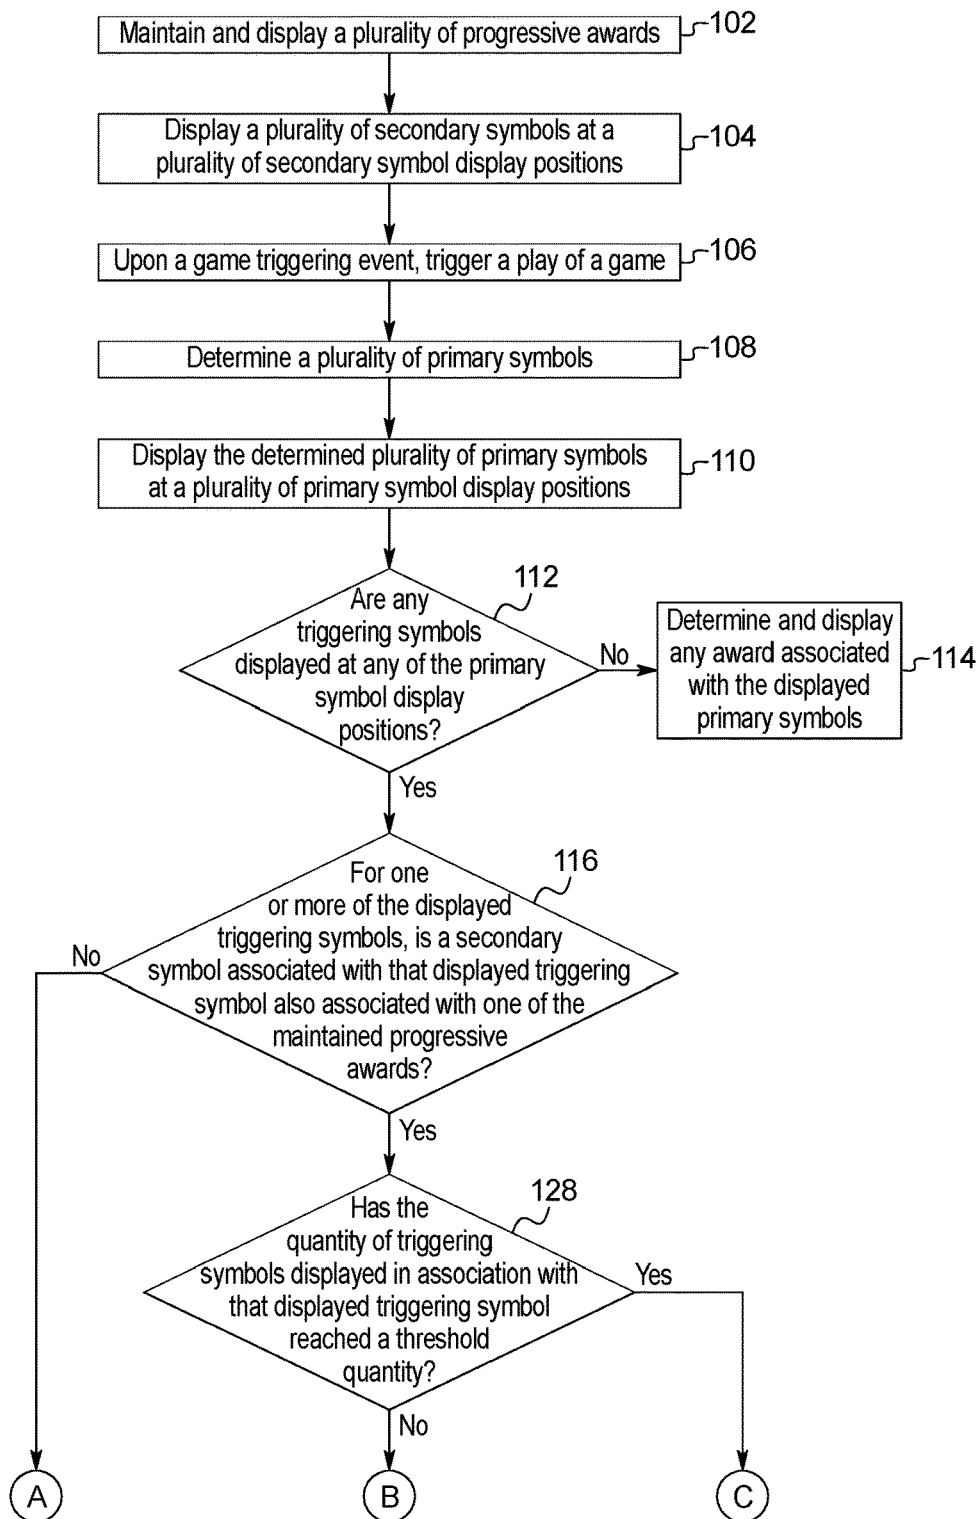 Maintain and display a plurality of progressive awards
102
Display a plurality of secondary symbols at a
plurality of secondary symbol display positions
104
Upon a game triggering event, trigger a play of a game
106
Determine a plurality of primary symbols
108
Display the determined plurality of primary symbols
at a plurality of primary symbol display positions
110
112
Are any
triggering symbols
displayed at any of the primary
symbol display
positions?
No
Determine and display
any award associated
with the displayed
primary symbols
114
Yes
116
For one
or more of the displayed
triggering symbols, is a secondary
symbol associated with that displayed triggering
symbol also associated with one of the
maintained progressive
awards?
No
Yes
128
Has the
quantity of triggering
symbols displayed in association with
that displayed triggering symbol
reached a threshold
quantity?
Yes
No
A
B
C